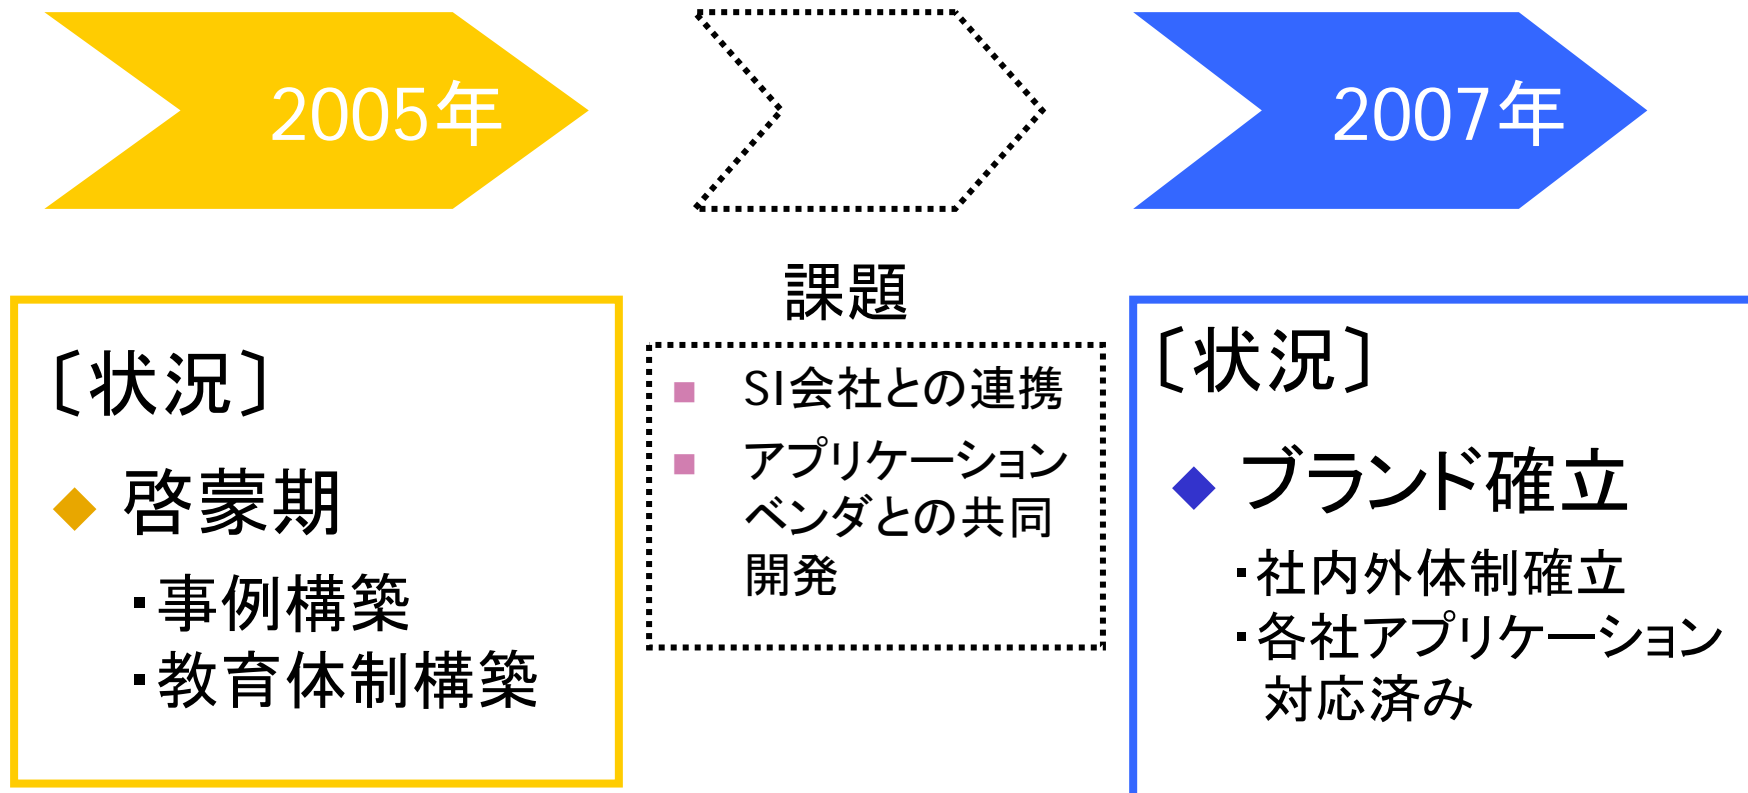 2005年
2007年
課題
〔状況〕
◆ 啓蒙期
・事例構築
・教育体制構築
■ SI会社との連携
■ アプリケーション
ベンダとの共同
開発
〔状況〕
◆ ブランド確立
・社内外体制確立
・各社アプリケーション
対応済み